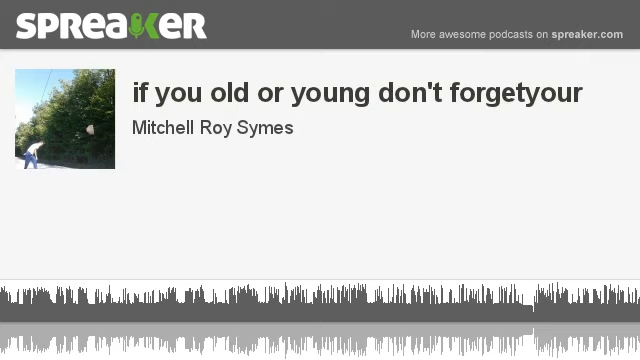 SPREAKER
More awesome podcasts on spreaker.com
if you old or young don't forgetyour
Mitchell Roy Symes